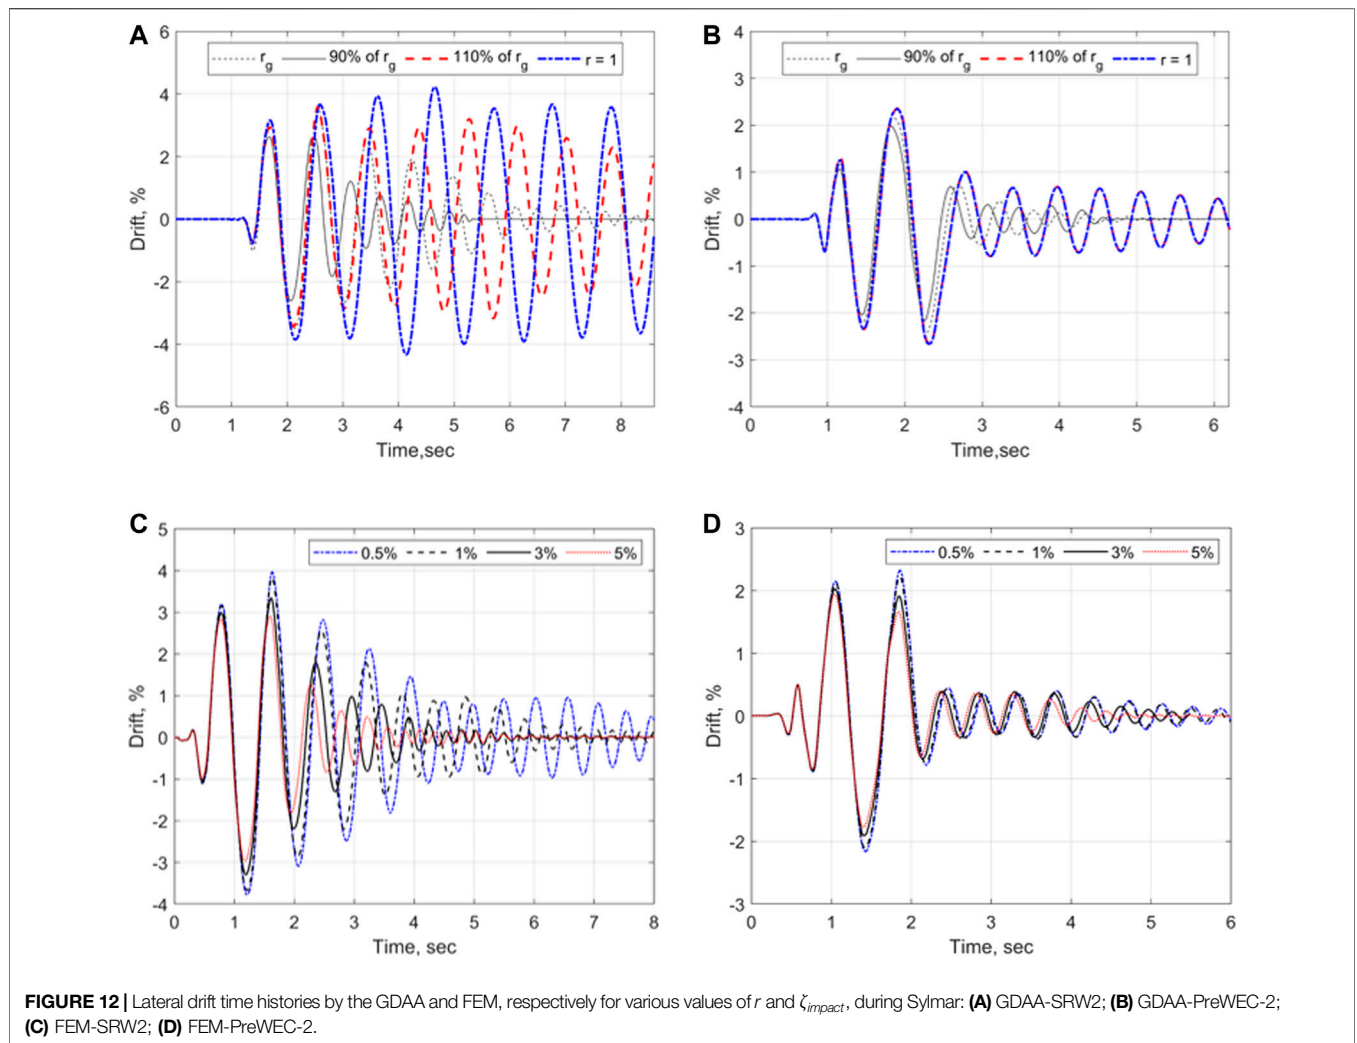 A
6
4
2
0
-2
-4
-6
Drift, %
r_g 90% of r_g 110% of r_g r = 1
0 1 2 3 4 5 6 7 8
Time,sec
B
4
3
2
1
0
-1
-2
-3
-4
Drift, %
r_g 90% of r_g 110% of r_g r = 1
0 1 2 3 4 5 6
Time,sec
C
5
4
3
2
1
0
-1
-2
-3
-4
Drift, %
0.5% 1% 3% 5%
0 1 2 3 4 5 6 7 8
Time, sec
D
3
2
1
0
-1
-2
-3
Drift, %
0.5% 1% 3% 5%
0 1 2 3 4 5 6
Time, sec
FIGURE 12 | Lateral drift time histories by the GDAA and FEM, respectively for various values of r and ζ_impact, during Sylmar: (A) GDAA-SRW2; (B) GDAA-PreWEC-2;
(C) FEM-SRW2; (D) FEM-PreWEC-2.